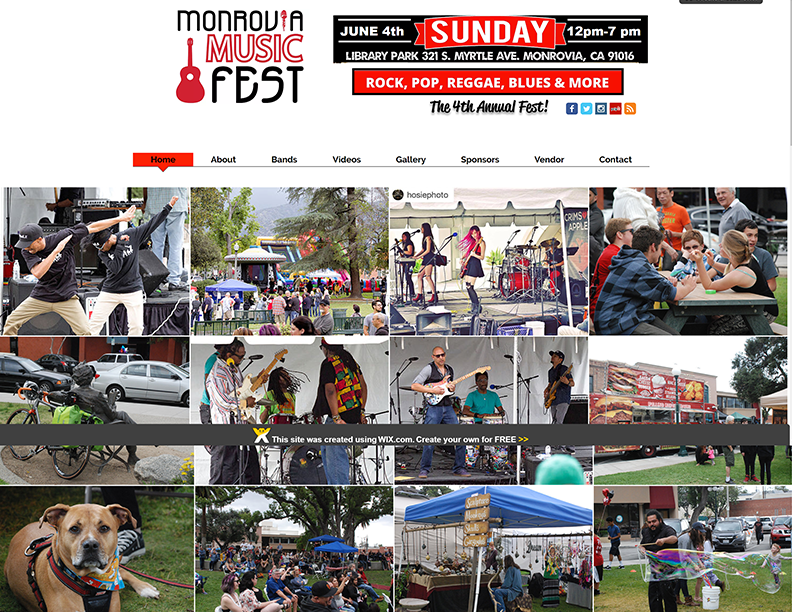 MONROVIA
MUSIC
FEST
JUNE 4th SUNDAY 12pm-7 pm
LIBRARY PARK 321 S. MYRTLE AVE. MONROVIA, CA 91016
ROCK, POP, REGGAE, BLUES & MORE
The 4th Annual Fest!
Home About Bands Videos Gallery Sponsors Vendor Contact
hosiephoto
CRIMS
APPLE
This site was created using WIX.com. Create your own for FREE >>